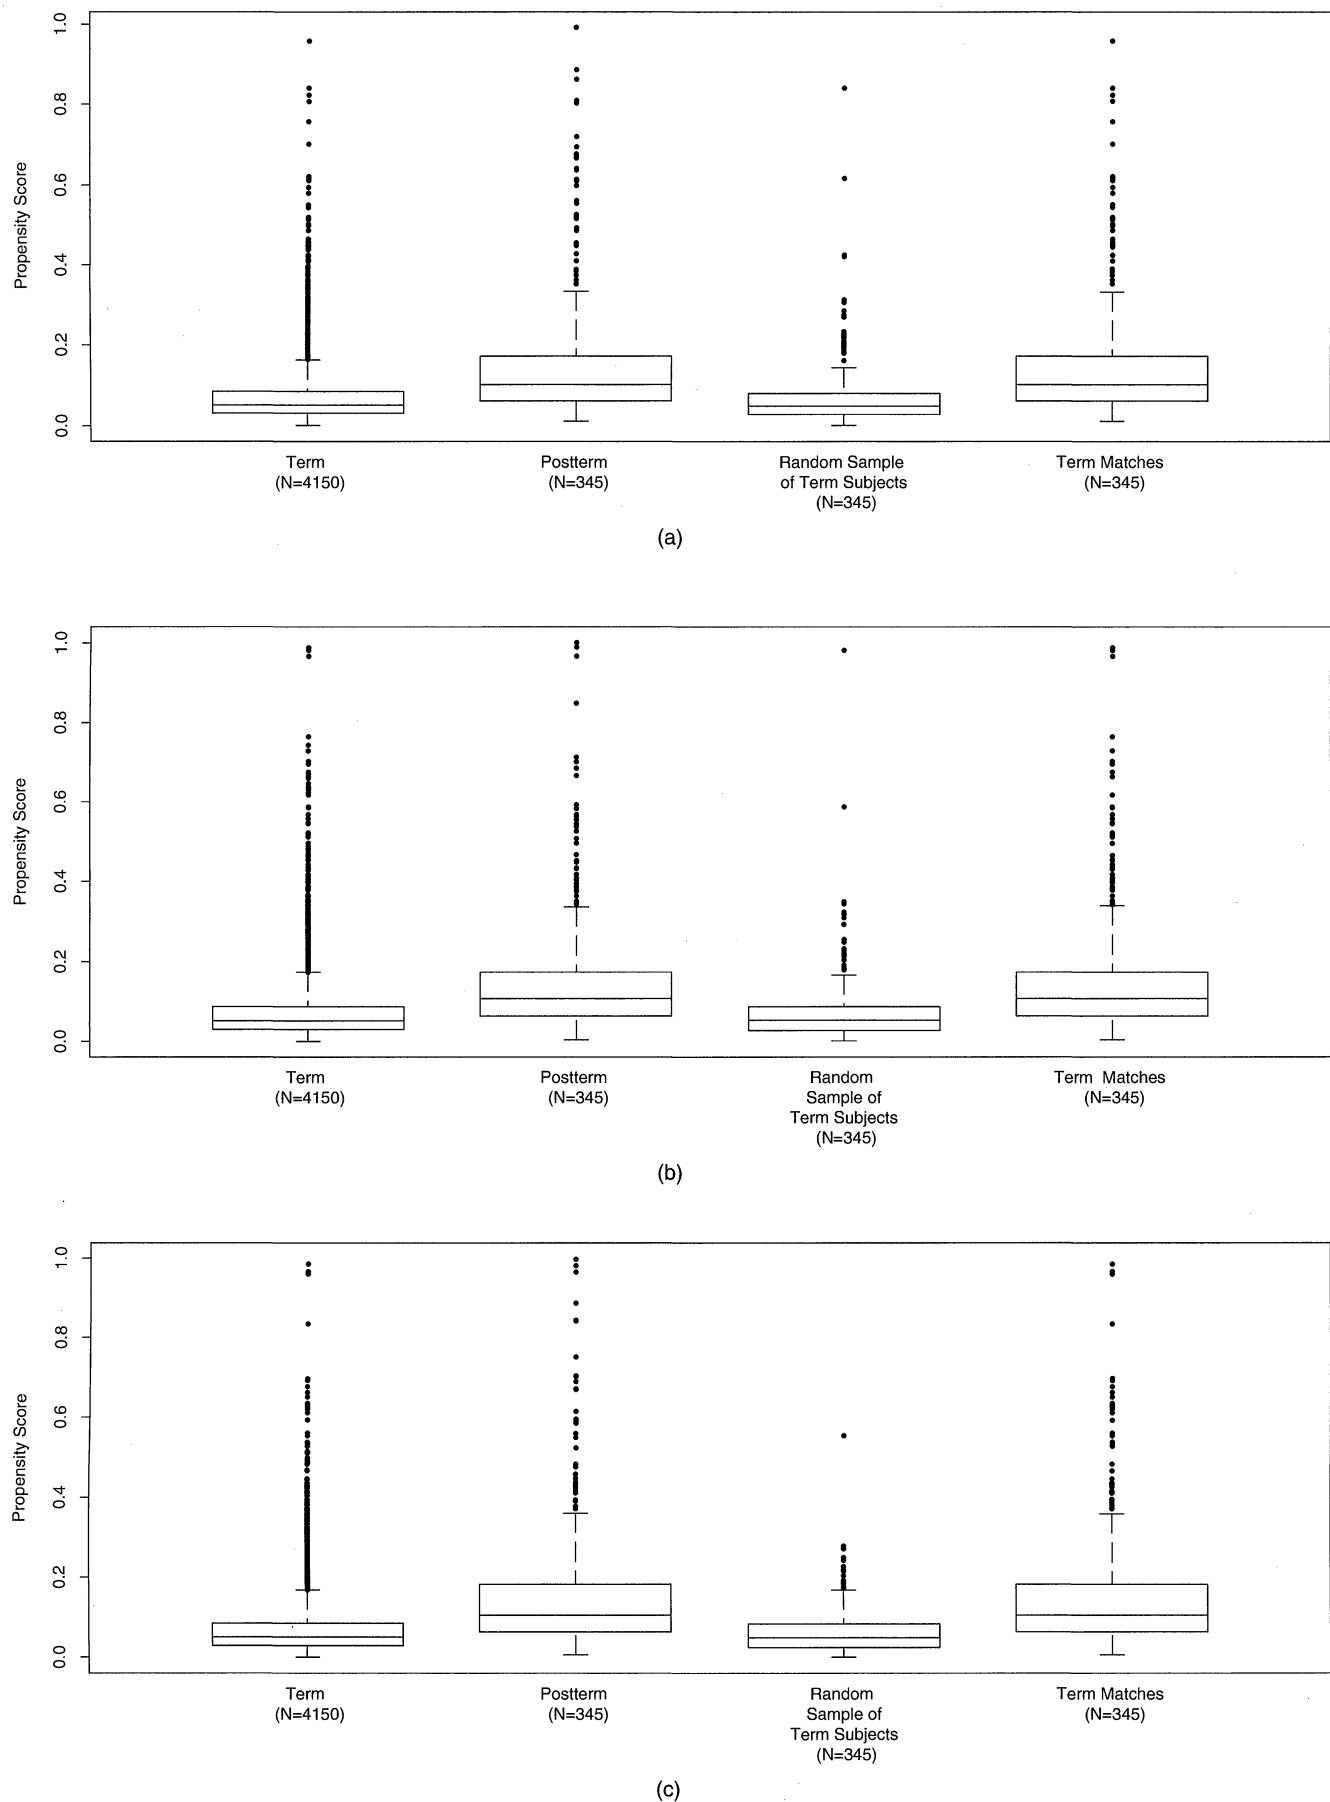 1.0
0.8
0.6
0.4
0.2
0.0
Propensity Score
Term
(N=4150)
Postterm
(N=345)
Random Sample
of Term Subjects
(N=345)
Term Matches
(N=345)
(a)
1.0
0.8
0.6
0.4
0.2
0.0
Propensity Score
Term
(N=4150)
Postterm
(N=345)
Random
Sample of
Term Subjects
(N=345)
Term Matches
(N=345)
(b)
1.0
0.8
0.6
0.4
0.2
0.0
Propensity Score
Term
(N=4150)
Postterm
(N=345)
Random
Sample of
Term Subjects
(N=345)
Term Matches
(N=345)
(c)